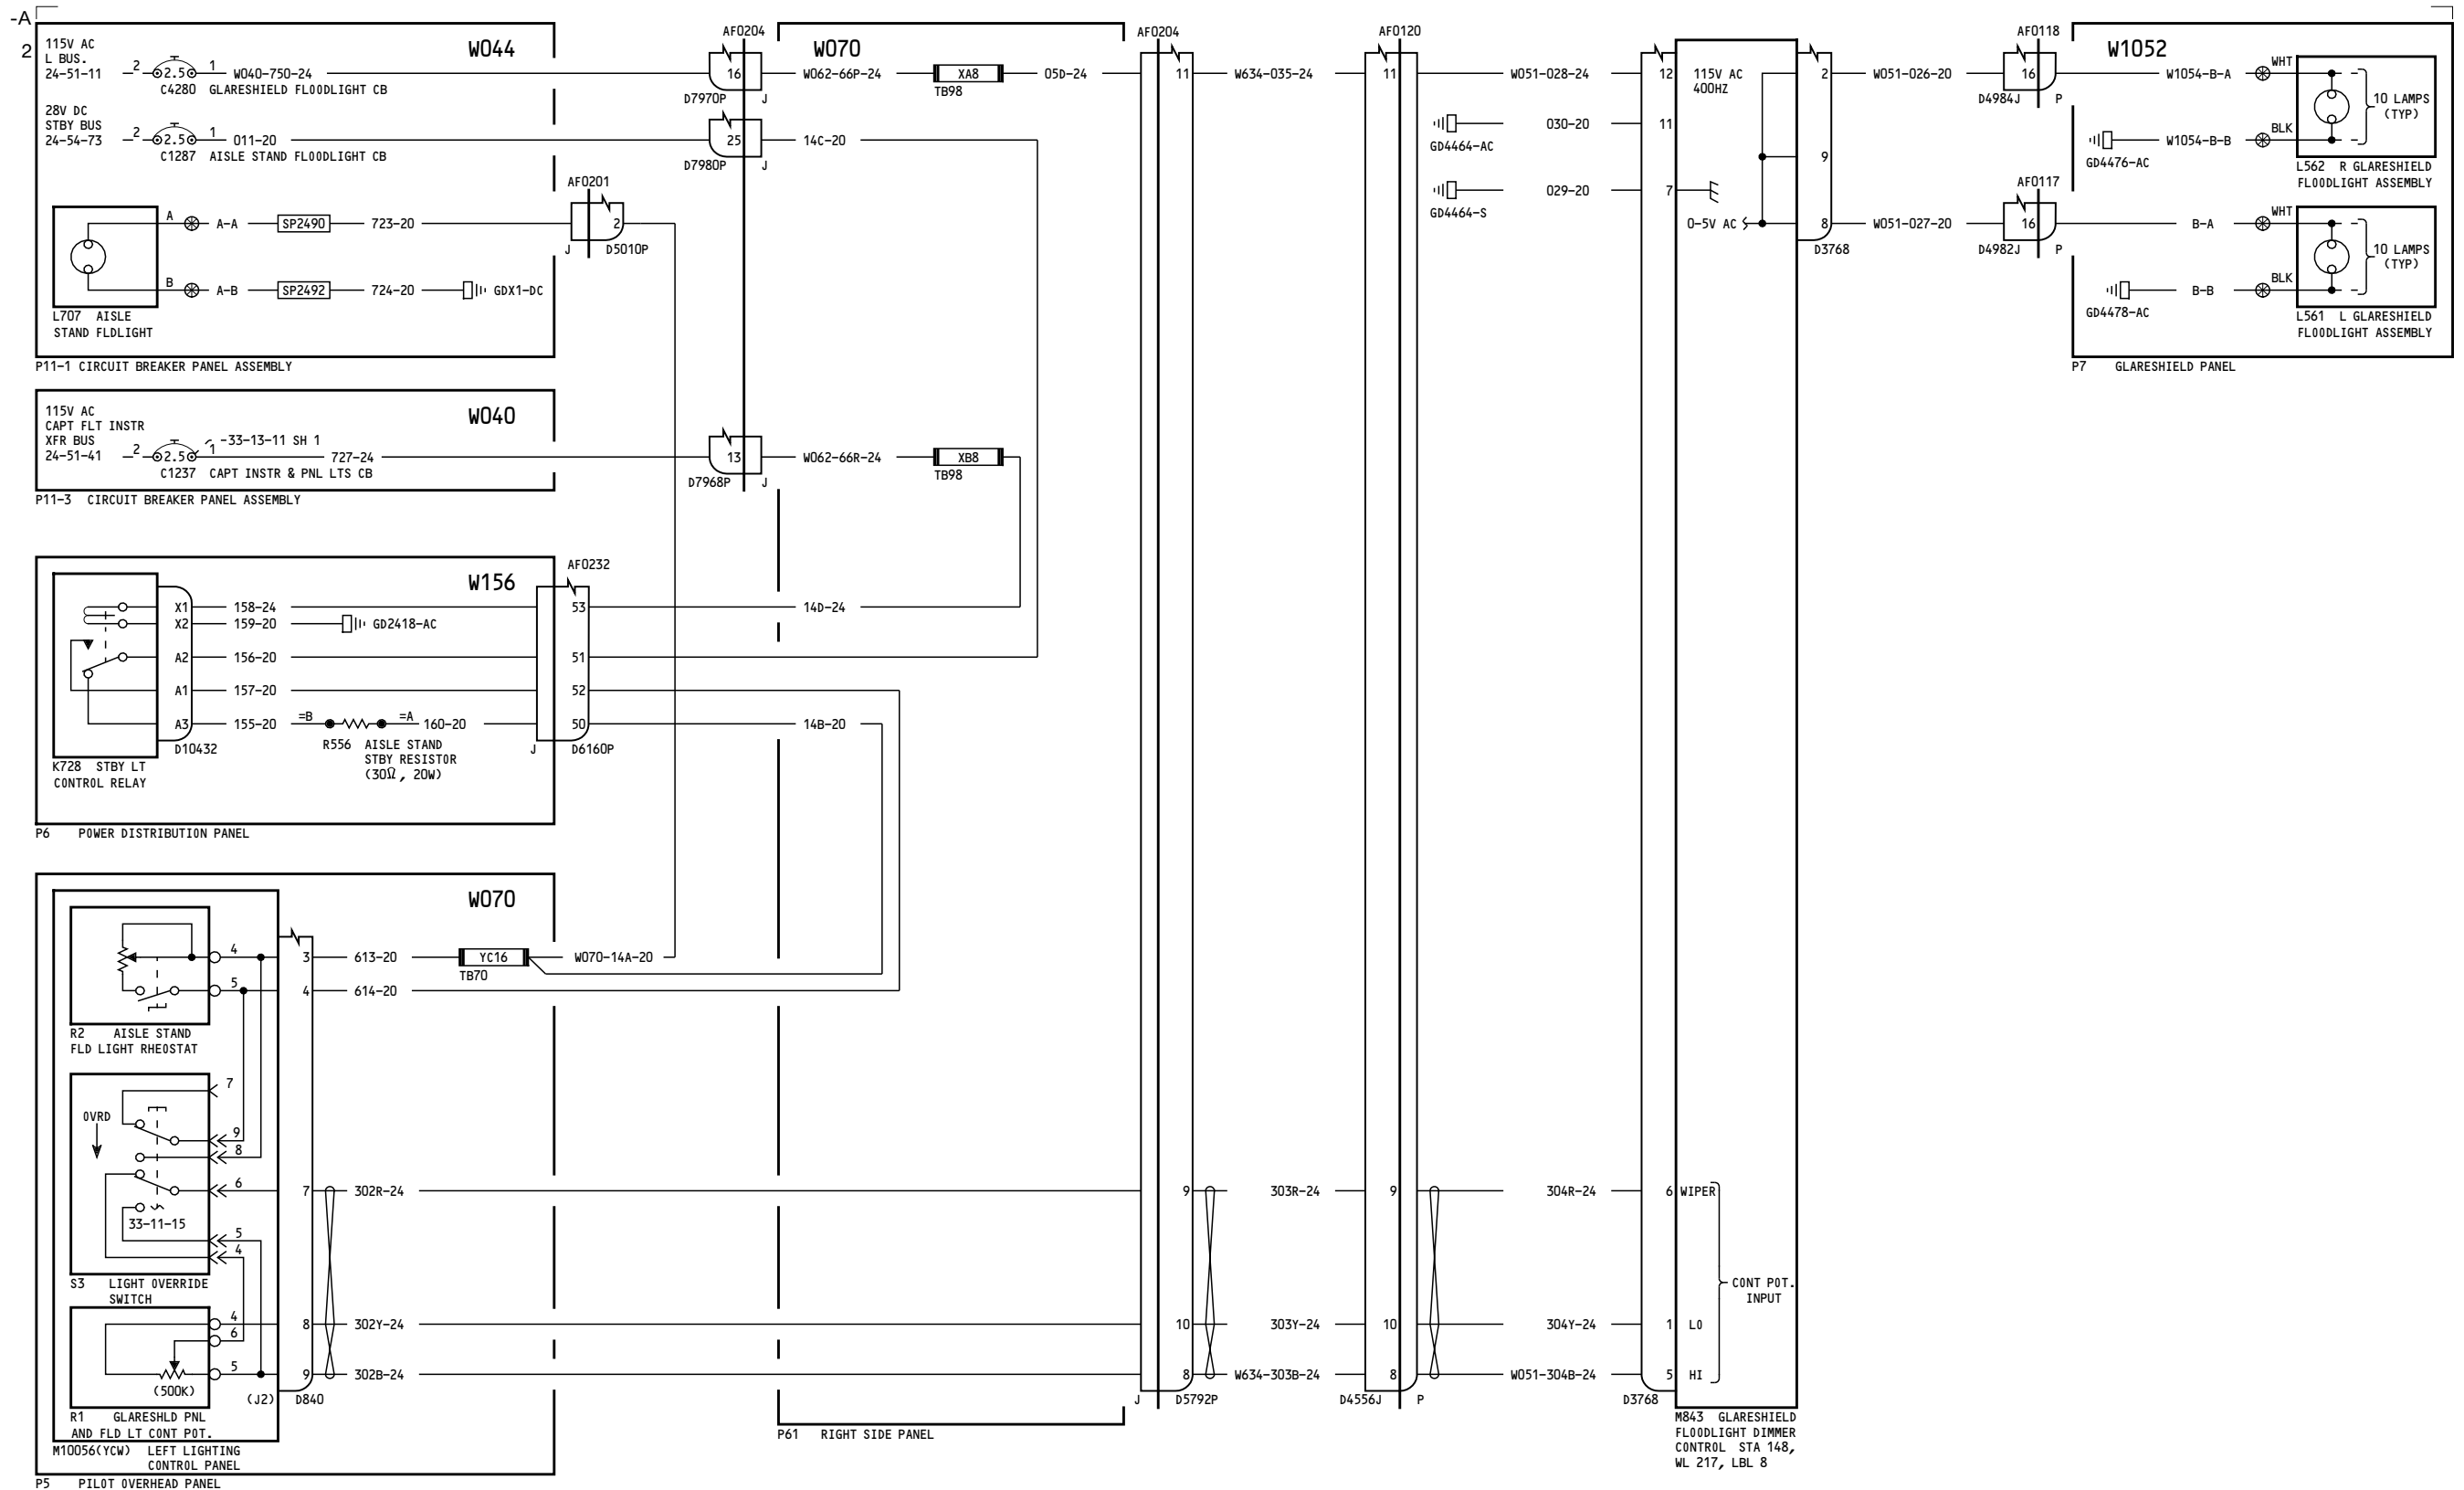 -A
2
115V AC
L BUS.
24-51-11
2
2.5
1
W040-750-24
C4280 GLARESHIELD FLOODLIGHT CB
W044
28V DC
STBY BUS
24-54-73
2
2.5
1
011-20
C1287 AISLE STAND FLOODLIGHT CB
A
A-A
SP2490
723-20
B
A-B
SP2492
724-20
GDX1-DC
L707 AISLE
STAND FLDLIGHT
P11-1 CIRCUIT BREAKER PANEL ASSEMBLY
AF0201
2
J
D5010P
AF0204
16
D7970P
J
25
D7980P
J
13
D7968P
J
W070
W062-66P-24
XA8
TB98
05D-24
14C-20
W062-66R-24
XB8
TB98
115V AC
CAPT FLT INSTR
XFR BUS
24-51-41
2
2.5
1
-33-13-11 SH 1
727-24
C1237 CAPT INSTR & PNL LTS CB
W040
P11-3 CIRCUIT BREAKER PANEL ASSEMBLY
W156
AF0232
X1
158-24
53
14D-24
X2
159-20
GD2418-AC
A2
156-20
51
A1
157-20
52
A3
155-20
=B
=A
160-20
50
14B-20
D10432
R556 AISLE STAND
STBY RESISTOR
(30Ω, 20W)
J
D6160P
K728 STBY LT
CONTROL RELAY
P6 POWER DISTRIBUTION PANEL
W070
4
3
613-20
YC16
TB70
W070-14A-20
5
4
614-20
R2 AISLE STAND
FLD LIGHT RHEOSTAT
7
OVRD
9
8
6
7
302R-24
33-11-15
5
4
S3 LIGHT OVERRIDE
SWITCH
4
8
302Y-24
6
5
9
302B-24
(500K)
(J2)
D840
R1 GLARESHLD PNL
AND FLD LT CONT POT.
M10056(YCW) LEFT LIGHTING
CONTROL PANEL
P5 PILOT OVERHEAD PANEL
P61 RIGHT SIDE PANEL
AF0204
11
W634-035-24
9
303R-24
10
303Y-24
8
W634-303B-24
J
D5792P
AF0120
11
W051-028-24
GD4464-AC
030-20
GD4464-S
029-20
9
304R-24
10
304Y-24
8
W051-304B-24
D4556J
P
12
115V AC
400HZ
11
7
0-5V AC
2
9
8
D3768
6
WIPER
1
LO
5
HI
CONT POT.
INPUT
D3768
M843 GLARESHIELD
FLOODLIGHT DIMMER
CONTROL STA 148,
WL 217, LBL 8
W051-026-20
AF0118
16
D4984J
P
W051-027-20
AF0117
16
D4982J
P
W1052
W1054-B-A
WHT
10 LAMPS
(TYP)
GD4476-AC
W1054-B-B
BLK
L562 R GLARESHIELD
FLOODLIGHT ASSEMBLY
B-A
WHT
10 LAMPS
(TYP)
GD4478-AC
B-B
BLK
L561 L GLARESHIELD
FLOODLIGHT ASSEMBLY
P7 GLARESHIELD PANEL